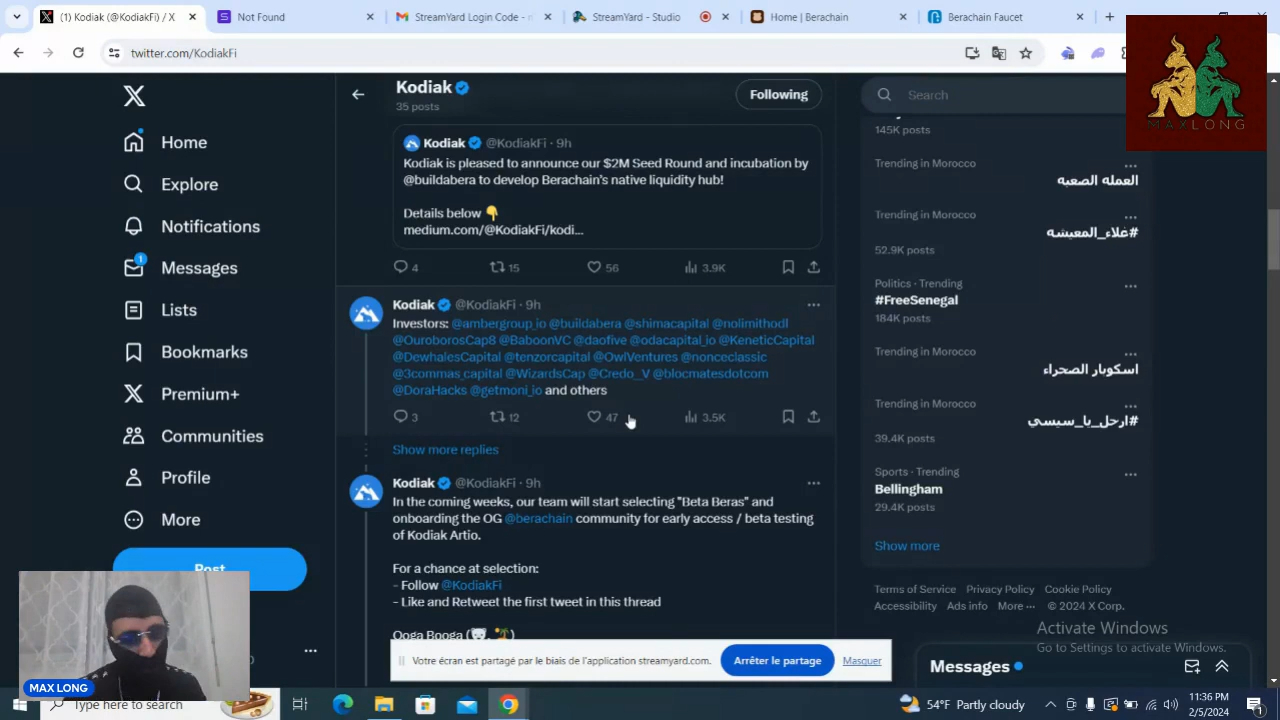 Kodiak (@KodiakFi) / X
Not Found
Gmail StreamYard Login Code -
StreamYard - Studio
Home | Berachain
Berachain Faucet
twitter.com/KodiakFi
MAXLONG
Home
Explore
Notifications
1
Messages
Lists
Bookmarks
Premium+
Communities
Profile
More
Post
Kodiak
35 posts
Following
Kodiak @KodiakFi · 9h
Kodiak is pleased to announce our $2M Seed Round and incubation by
@buildabera to develop Berachain's native liquidity hub!
Details below 👇
medium.com/@KodiakFi/kodi...
4 15 56 3.9K
Kodiak @KodiakFi · 9h
Investors: @ambergroup_io @buildabera @shimacapital @nolimithodl
@OuroborosCap8 @BaboonVC @daofive @odacapital_io @KeneticCapital
@DewhalesCapital @tenzorcapital @OwlVentures @nonceclassic
@3commas_capital @WizardsCap @Credo__V @blocmatesdotcom
@DoraHacks @getmoni_io and others
3 12 47 3.5K
Show more replies
Kodiak @KodiakFi · 9h
In the coming weeks, our team will start selecting "Beta Beras" and
onboarding the OG @berachain community for early access / beta testing
of Kodiak Artio.
For a chance at selection:
- Follow @KodiakFi
- Like and Retweet the first tweet in this thread
Ooga Booga (🐻‍❄️ 🏝️)
Votre écran est partagé par le biais de l'application streamyard.com.
Arrêter le partage
Masquer
Search
145K posts
Trending in Morocco
العمله الصعبه
Trending in Morocco
#غلاء_المعيشه
52.9K posts
Politics · Trending
#FreeSenegal
184K posts
Trending in Morocco
اسكوبار الصحراء
Trending in Morocco
#ارحل_يا_سيسي
39.4K posts
Sports · Trending
Bellingham
29.4K posts
Show more
Terms of Service Privacy Policy Cookie Policy
Accessibility Ads info More ··· © 2024 X Corp.
Activate Windows
Go to Settings to activate Windows.
Messages
MAX LONG
Type here to search
54°F Partly cloudy
11:36 PM
2/5/2024
1